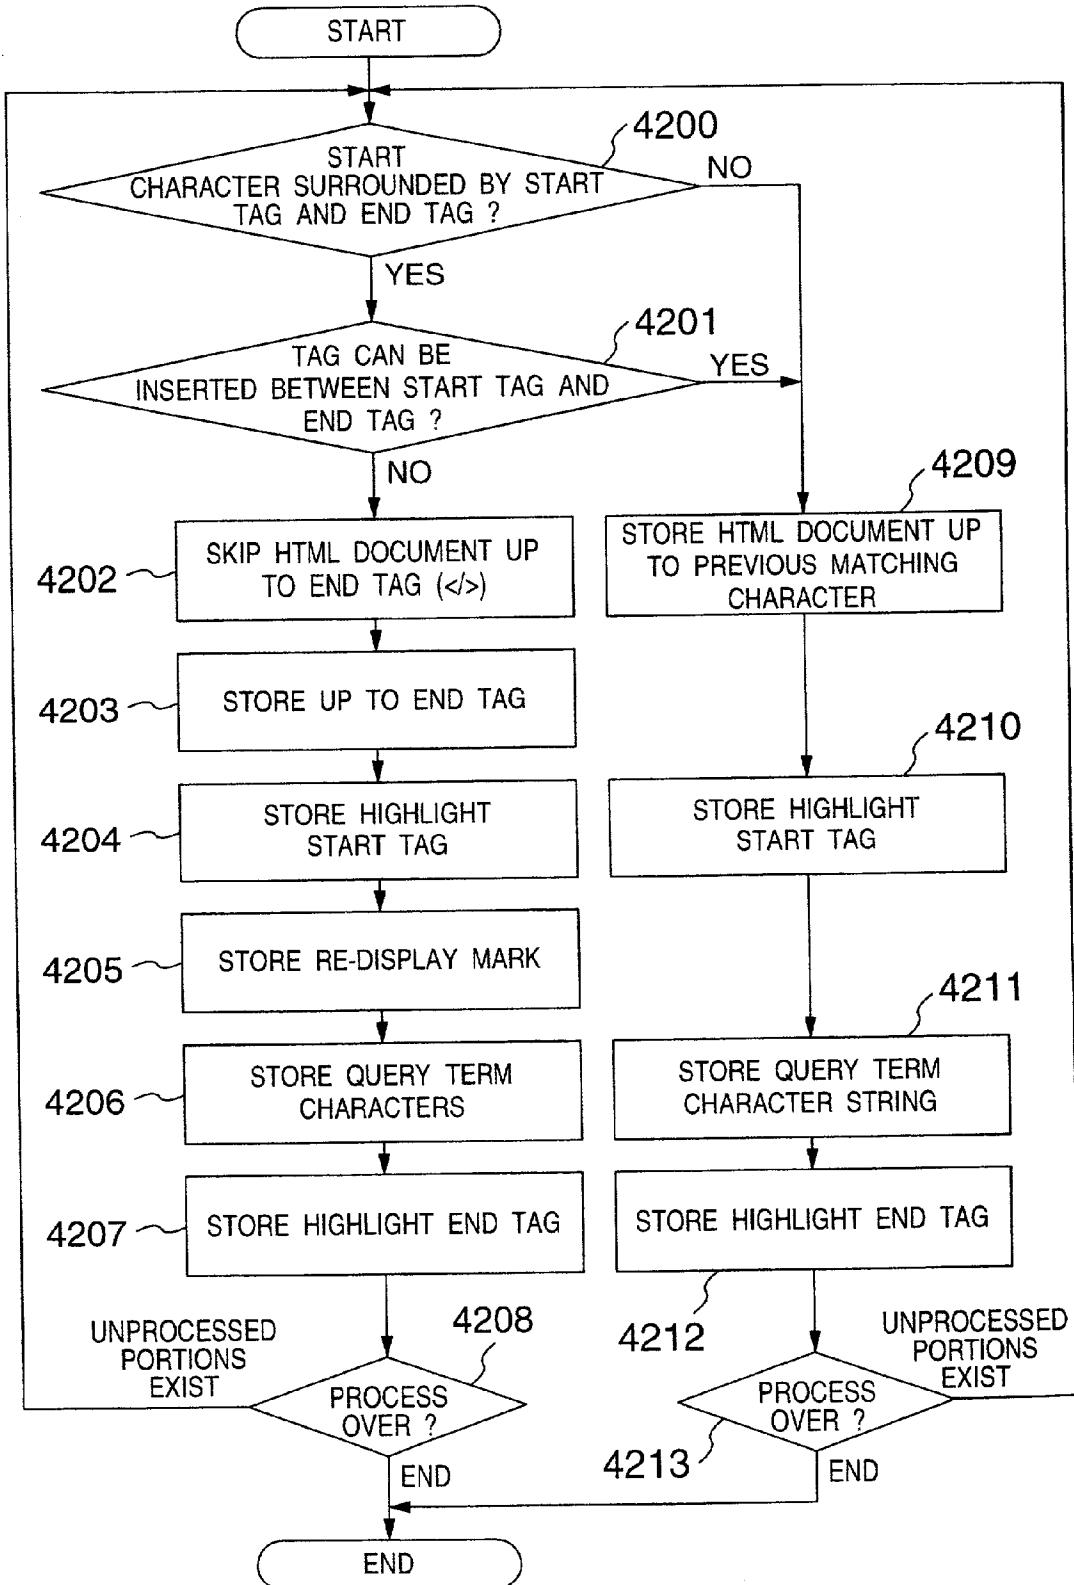 START
4200
START
CHARACTER SURROUNDED BY START
TAG AND END TAG ?
NO
YES
4201
TAG CAN BE
INSERTED BETWEEN START TAG AND
END TAG ?
YES
NO
4209
4202
SKIP HTML DOCUMENT UP
TO END TAG (</>)
STORE HTML DOCUMENT UP
TO PREVIOUS MATCHING
CHARACTER
4203
STORE UP TO END TAG
4210
4204
STORE HIGHLIGHT
START TAG
STORE HIGHLIGHT
START TAG
4205
STORE RE-DISPLAY MARK
4211
4206
STORE QUERY TERM
CHARACTERS
STORE QUERY TERM
CHARACTER STRING
4207
STORE HIGHLIGHT END TAG
STORE HIGHLIGHT END TAG
4212
UNPROCESSED
PORTIONS
EXIST
4208
PROCESS
OVER ?
END
UNPROCESSED
PORTIONS
EXIST
PROCESS
OVER ?
4213
END
END